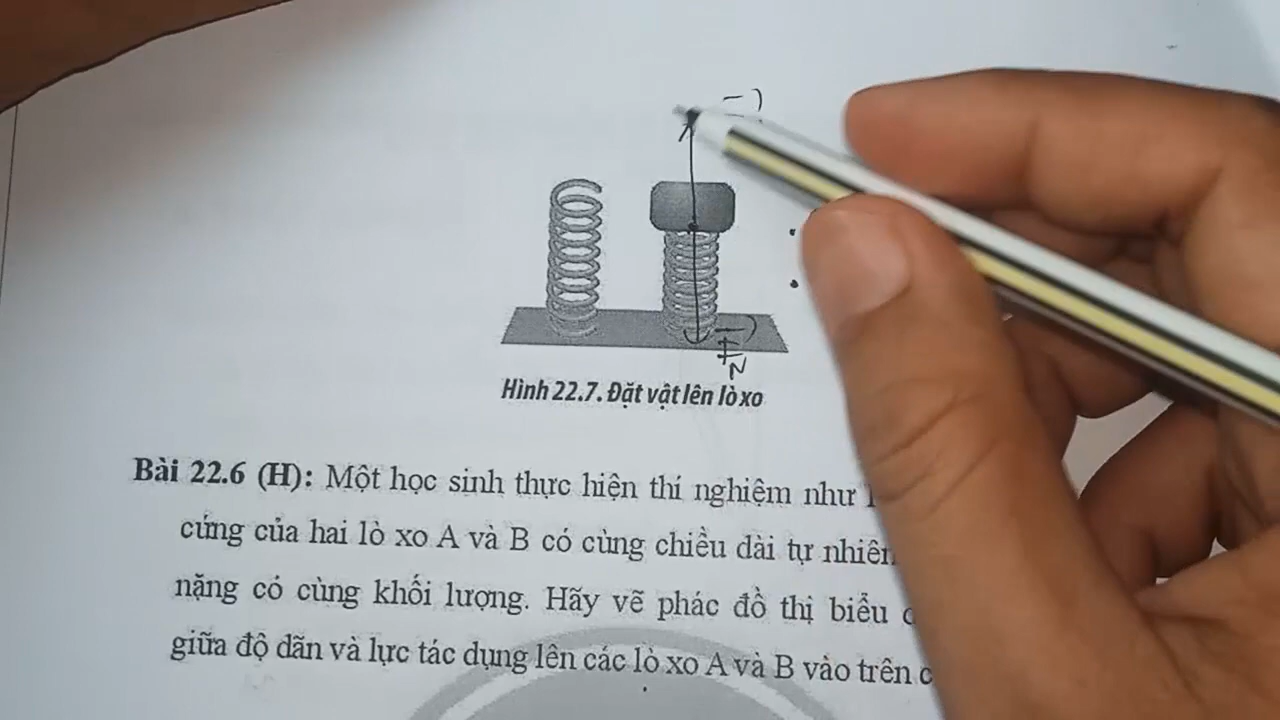 F
N
Hình 22.7. Đặt vật lên lò xo
Bài 22.6 (H): Một học sinh thực hiện thí nghiệm như
cứng của hai lò xo A và B có cùng chiều dài tự nhiên
nặng có cùng khối lượng. Hãy vẽ phác đồ thị biểu
giữa độ dãn và lực tác dụng lên các lò xo A và B vào trên